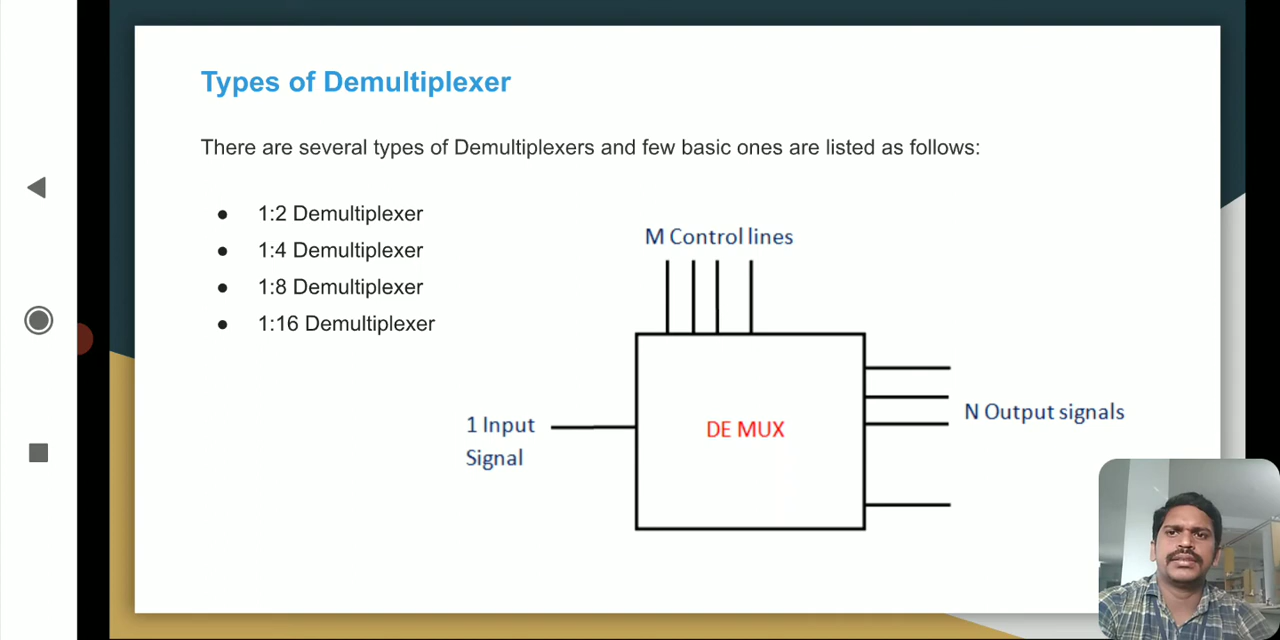 Types of Demultiplexer
There are several types of Demultiplexers and few basic ones are listed as follows:
● 1:2 Demultiplexer
● 1:4 Demultiplexer
● 1:8 Demultiplexer
● 1:16 Demultiplexer
M Control lines
1 Input
Signal
DE MUX
N Output signals